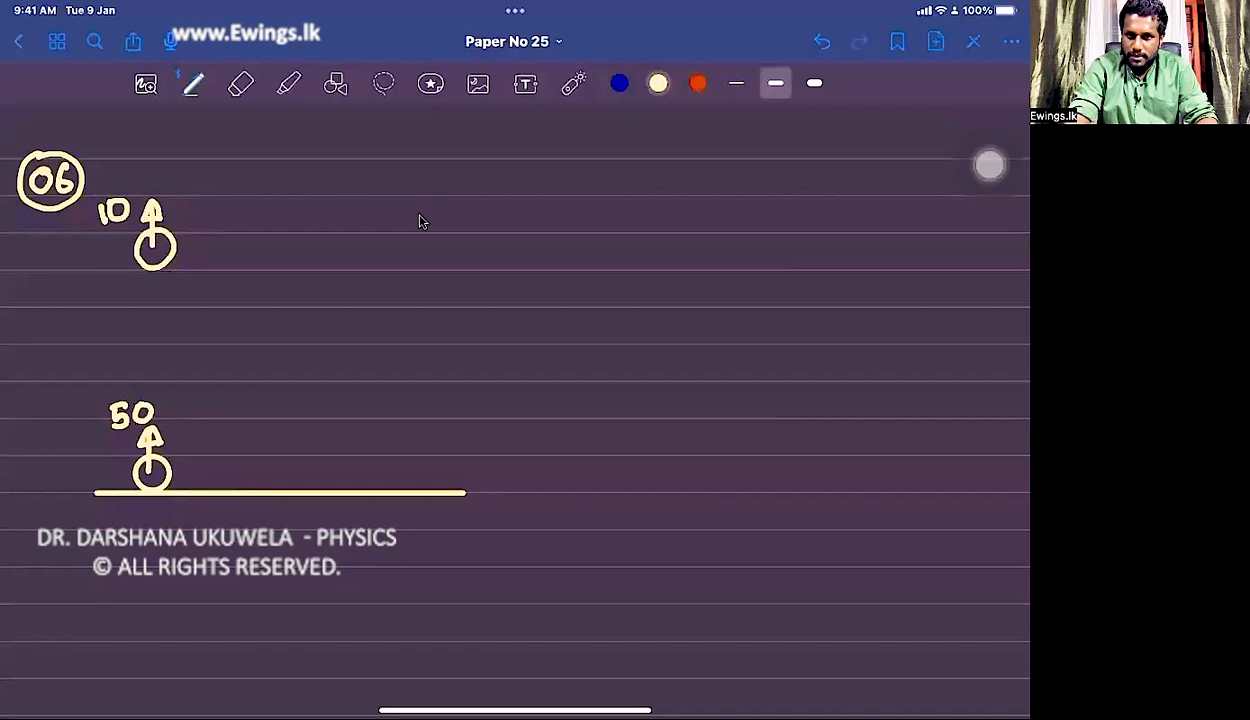 9:41 AM Tue 9 Jan
100%
www.Ewings.lk
Paper No 25
T
Ewings.lk
06
10
50
DR. DARSHANA UKUWELA - PHYSICS
© ALL RIGHTS RESERVED.